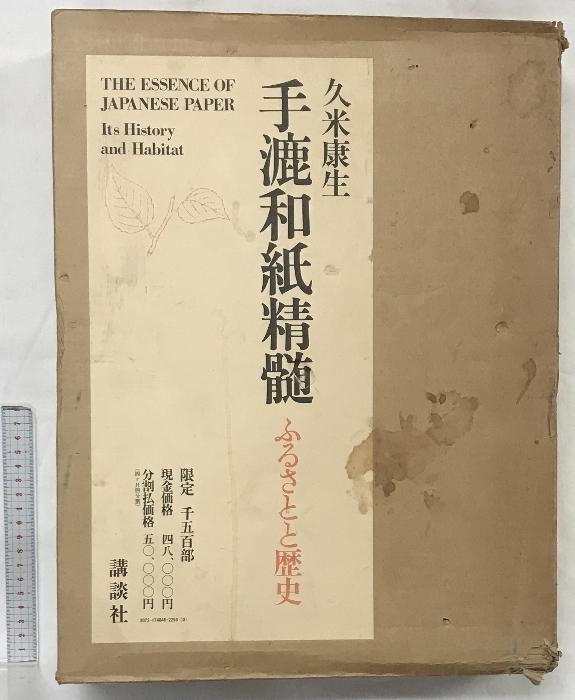 THE ESSENCE OF
JAPANESE PAPER
Its History
and Habitat
久米康生
手漉和紙精髄
ふるさとと歴史
限定 千五百部
現金価格 四八、〇〇〇円
分割払価格 五〇、〇〇〇円
講談社